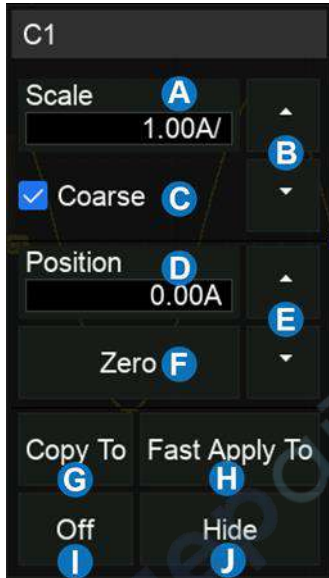 C1
Scale A
1.00A/
B
Coarse C
Position D
0.00A
E
Zero F
Copy To Fast Apply To
G H
Off Hide
I J